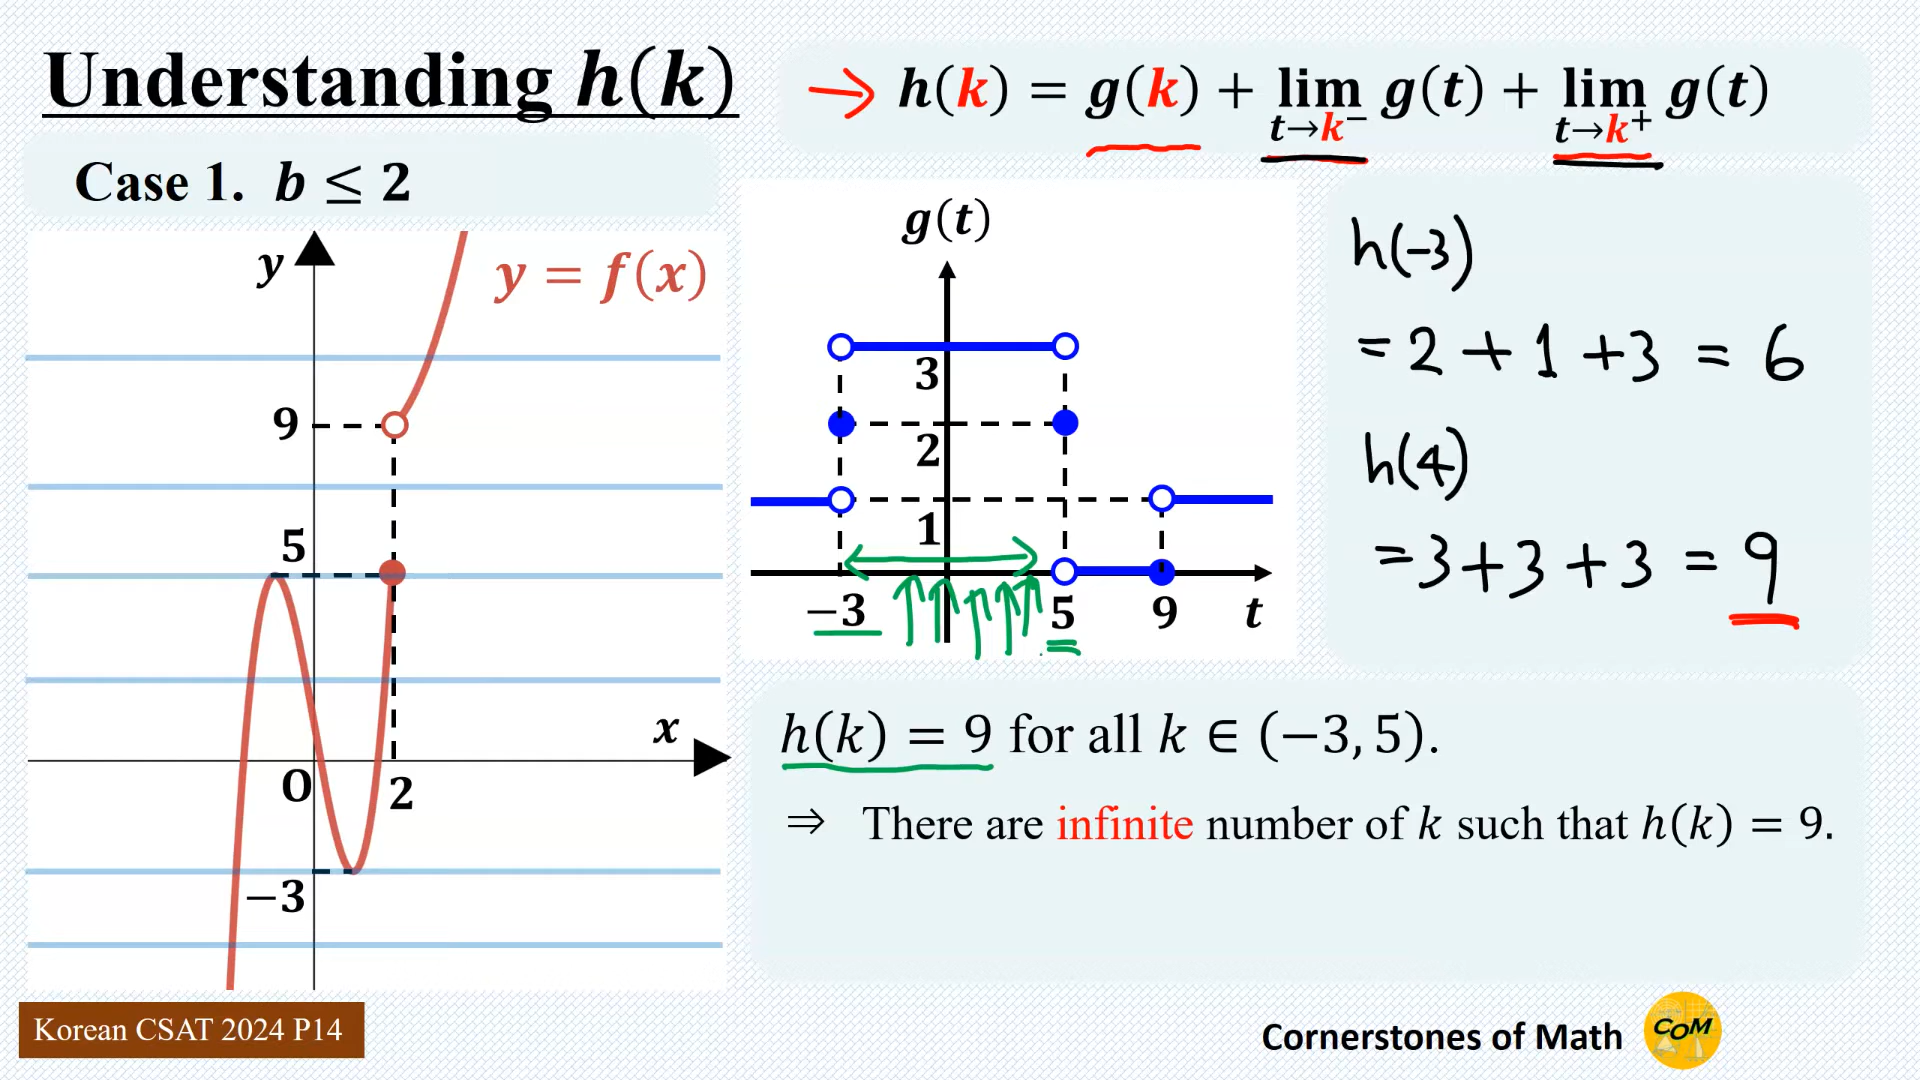 Understanding h(k)
→ h(k) = g(k) + lim t→k⁻ g(t) + lim t→k⁺ g(t)
Case 1. b ≤ 2
y
y = f(x)
9
5
x
O
2
−3
g(t)
3
2
1
−3
5
9
t
h(-3)
= 2 + 1 + 3 = 6
h(4)
= 3 + 3 + 3 = 9
h(k) = 9 for all k ∈ (−3, 5).
⇒ There are infinite number of k such that h(k) = 9.
Korean CSAT 2024 P14
Cornerstones of Math
COM